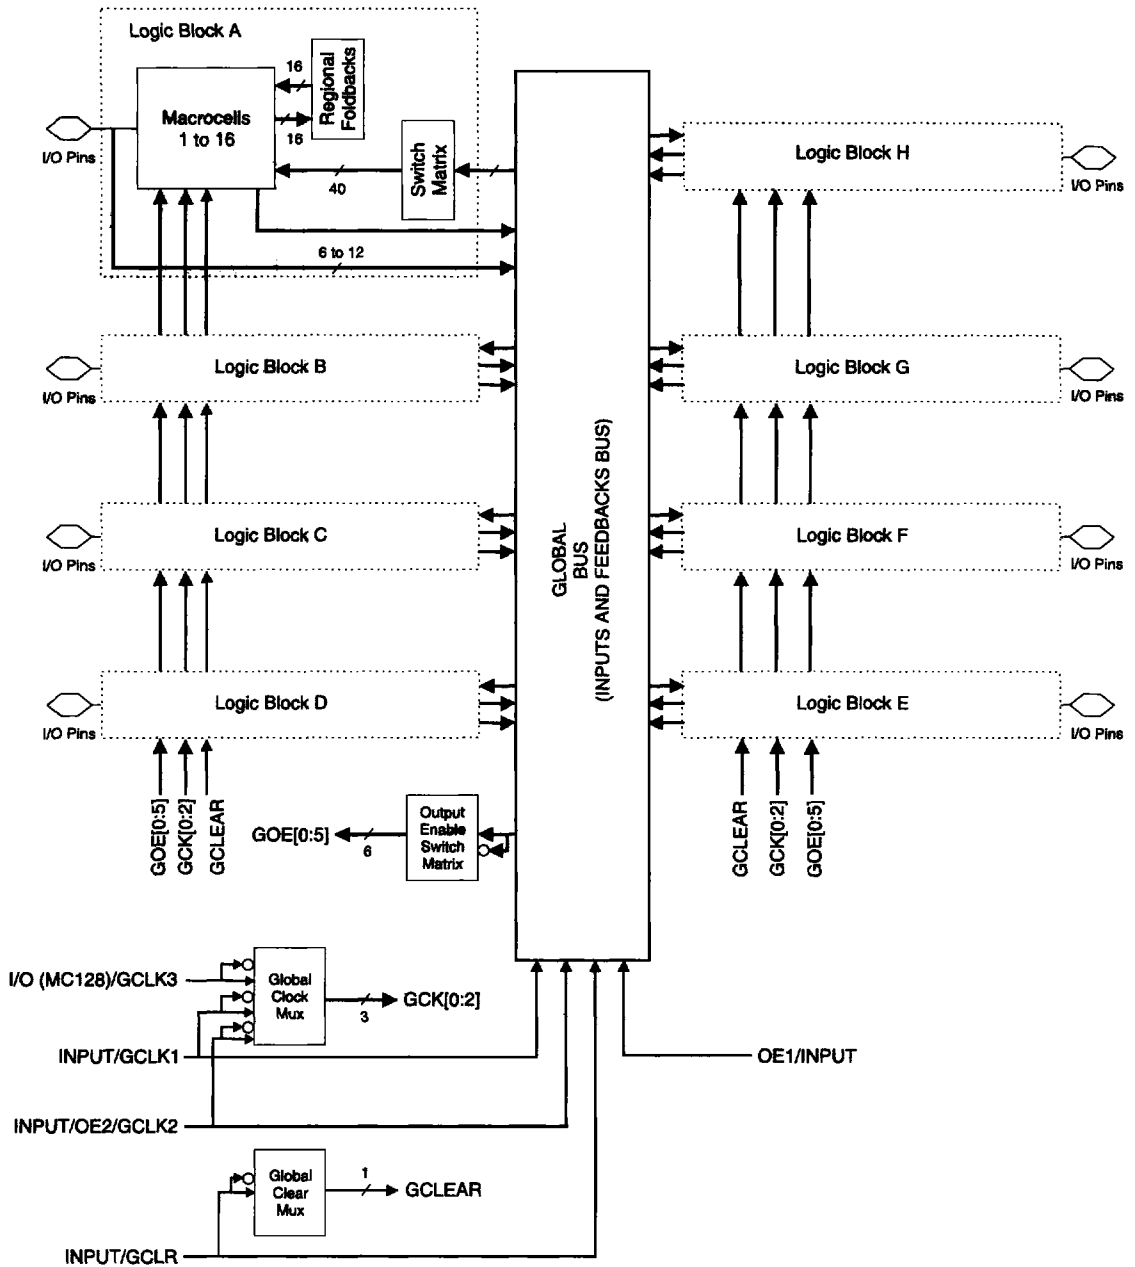 Logic Block A
Macrocells
1 to 16
16
16
Regional
Foldbacks
I/O Pins
40
Switch
Matrix
6 to 12
Logic Block H
I/O Pins
Logic Block B
I/O Pins
Logic Block G
I/O Pins
GLOBAL
BUS
(INPUTS AND FEEDBACKS BUS)
Logic Block C
I/O Pins
Logic Block F
I/O Pins
Logic Block D
I/O Pins
Logic Block E
I/O Pins
GOE[0:5]
GCK[0:2]
GCLEAR
GOE[0:5]
6
Output
Enable
Switch
Matrix
GCLEAR
GCK[0:2]
GOE[0:5]
I/O (MC128)/GCLK3
Global
Clock
Mux
3
GCK[0:2]
INPUT/GCLK1
OE1/INPUT
INPUT/OE2/GCLK2
Global
Clear
Mux
1
GCLEAR
INPUT/GCLR